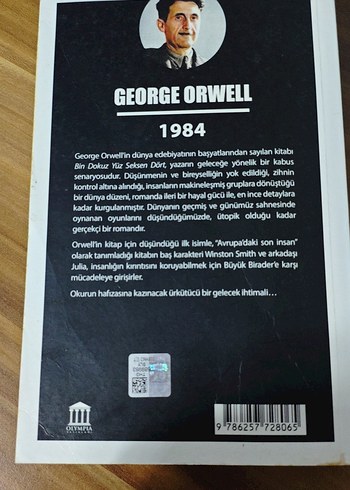 GEORGE ORWELL
1984
George Orwell'in dünya edebiyatının başyatlarından sayılan kitabı
Bin Dokuz Yüz Seksen Dört, yazarın geleceğe yönelik bir kabus
senaryosudur. Düşünmenin ve bireyselliğin yok edildiği, zihnin
kontrol altına alındığı, insanların makineleşmiş gruplara dönüştüğü
bir dünya düzeni, romanda ileri bir hayal gücü ile, en ince detaylara
kadar kurgulanmıştır. Dünyanın geçmiş ve günümüz sahnesinde
oynanan oyunlarını düşündüğümüzde, ütopik olduğu kadar
gerçekçi bir romandır.
Orwell'in kitap için düşündüğü ilk isimle, "Avrupa'daki son insan"
olarak tanımladığı kitabın baş karakteri Winston Smith ve arkadaşı
Julia, insanlığın kırıntısını koruyabilmek için Büyük Birader'e karşı
mücadeleye girişirler.
Okurun hafızasına kazınacak ürkütücü bir gelecek ihtimali...
OLYMPIA
YAYINLARI
9 786257 728065